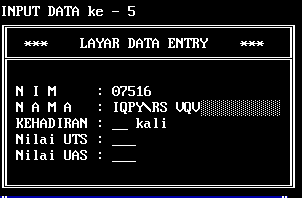 INPUT DATA ke - 5
*** LAYAR DATA ENTRY ***
N I M : 07516
N A M A : IQPY\RS VQV
KEHADIRAN : __ kali
Nilai UTS : ___
Nilai UAS : ___